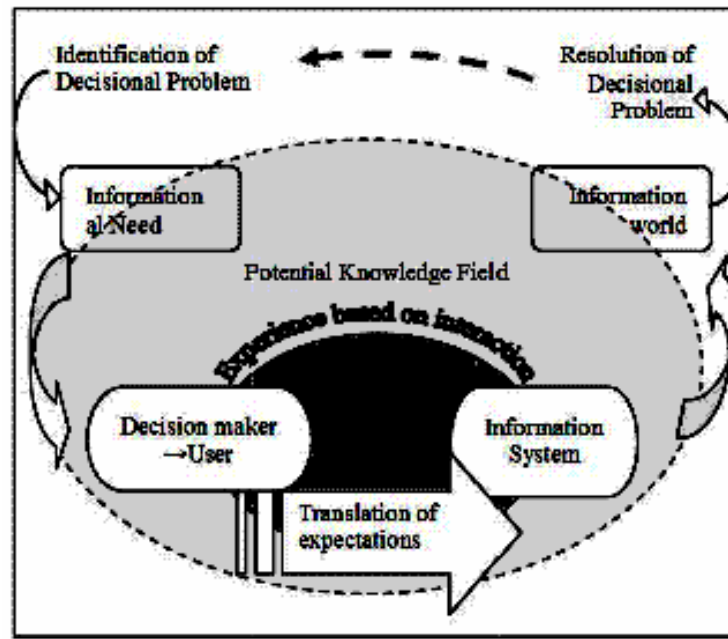 Identification of
Decisional Problem
Resolution of
Decisional
Problem
Information
al Need
Information
world
Potential Knowledge Field
Experience based on interaction
Decision maker
→User
Information
System
Translation of
expectations